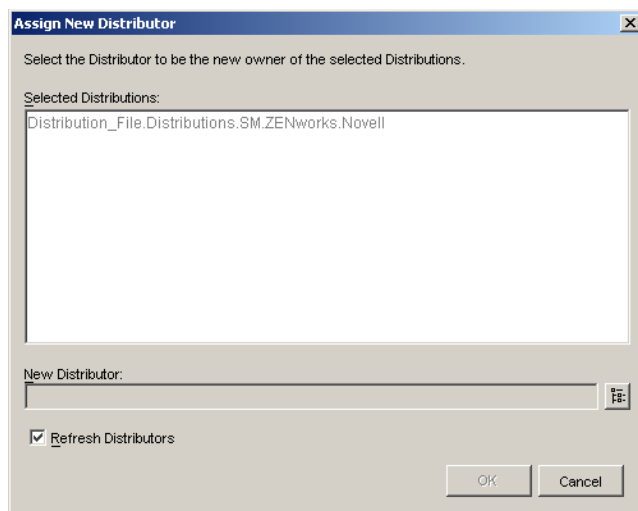 Assign New Distributor
Select the Distributor to be the new owner of the selected Distributions.
Selected Distributions:
Distribution_File.Distributions.SM.ZENworks.Novell
New Distributor:
Refresh Distributors
OK Cancel